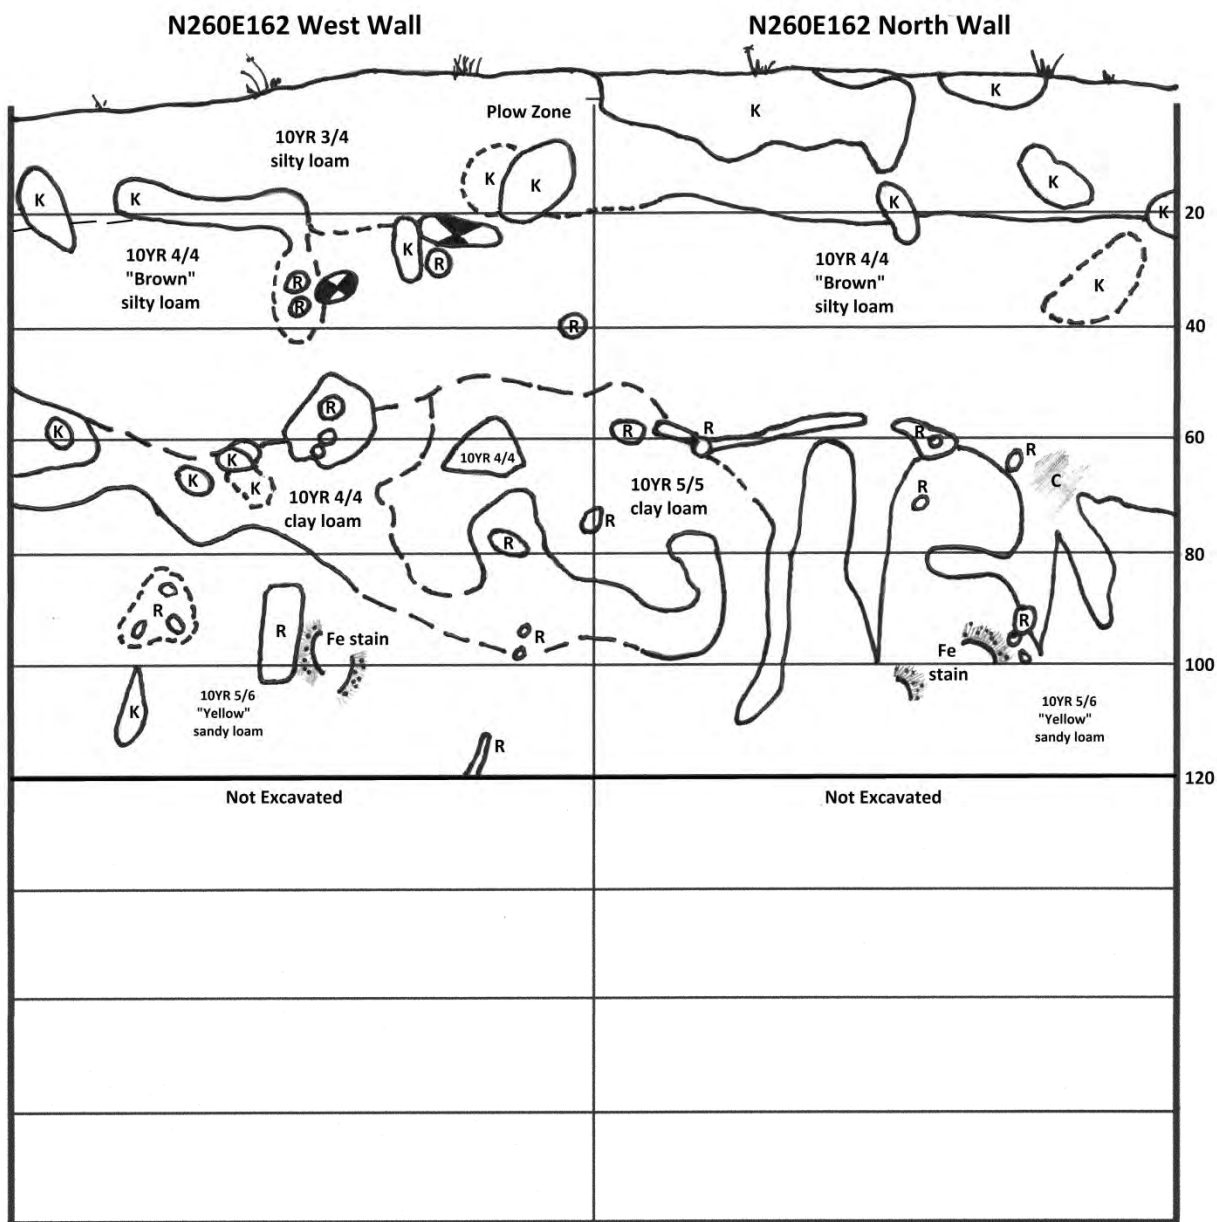 N260E162 West Wall
N260E162 North Wall
Plow Zone
K
K
10YR 3/4
silty loam
K
K
K
K
K
K
K
20
10YR 4/4
"Brown"
silty loam
K
R
R
R
10YR 4/4
"Brown"
silty loam
K
R
40
R
K
R
R
R
R
60
K
K
K
10YR 4/4
10YR 4/4
clay loam
10YR 5/5
clay loam
R
C
R
R
80
R
R
Fe stain
R
R
Fe
stain
100
K
10YR 5/6
"Yellow"
sandy loam
10YR 5/6
"Yellow"
sandy loam
R
120
Not Excavated
Not Excavated